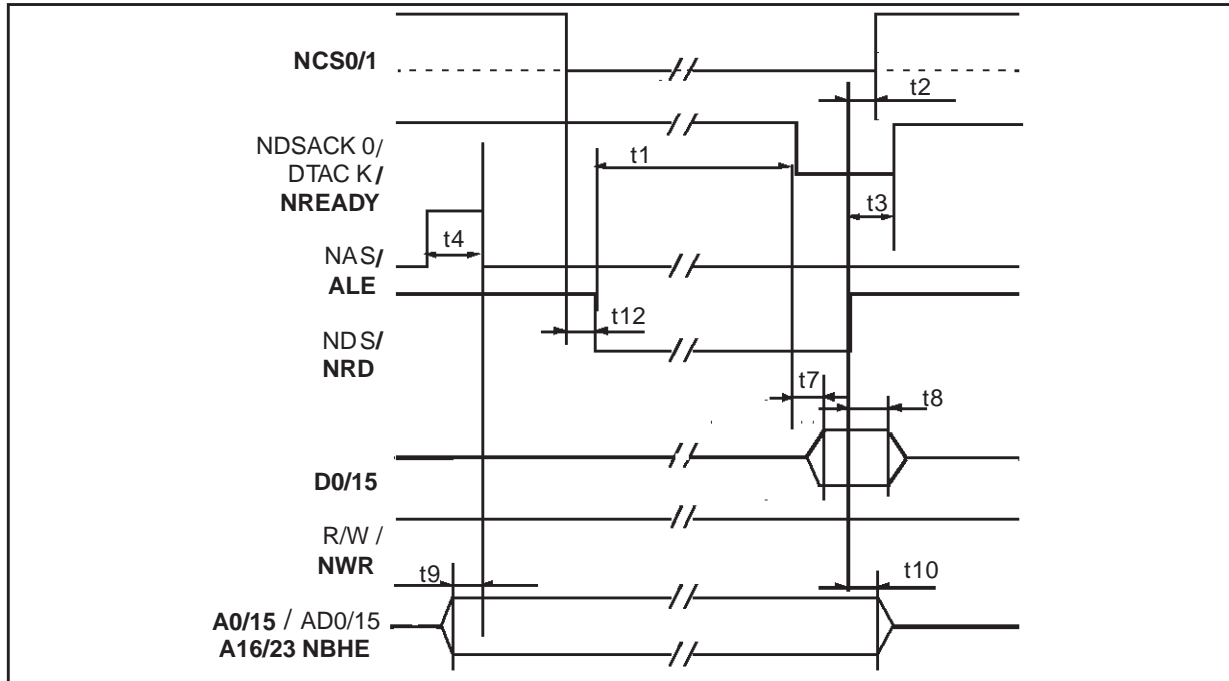 NCS0/1
t2
NDSACK 0/
DTAC K/
NREADY
t1
t3
t4
NAS/
ALE
t12
NDS/
NRD
t7
t8
D0/15
R/W /
NWR
t9
t10
A0/15 / AD0/15
A16/23 NBHE